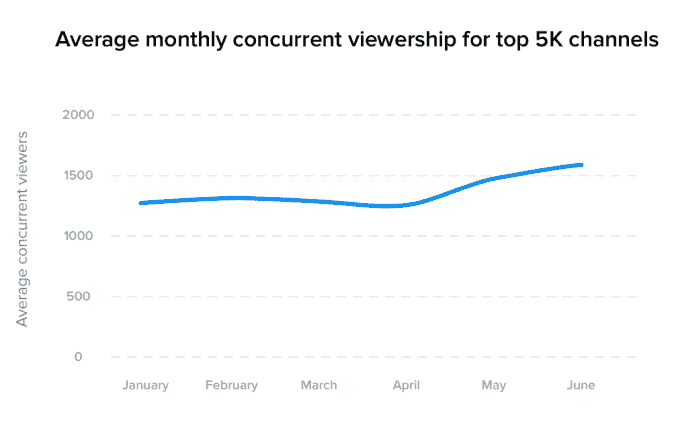 Average monthly concurrent viewership for top 5K channels
Average concurrent viewers
2000
1500
1000
500
0
January February March April May June